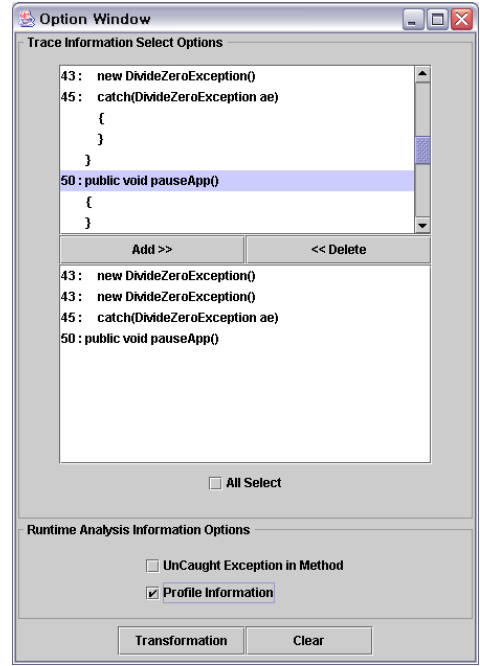 Option Window
Trace Information Select Options
43 : new DivideZeroException()
45 : catch(DivideZeroException ae)
{
}
}
50 : public void pauseApp()
{
}
Add >> << Delete
43 : new DivideZeroException()
43 : new DivideZeroException()
45 : catch(DivideZeroException ae)
50 : public void pauseApp()
All Select
Runtime Analysis Information Options
UnCaught Exception in Method
Profile Information
Transformation Clear